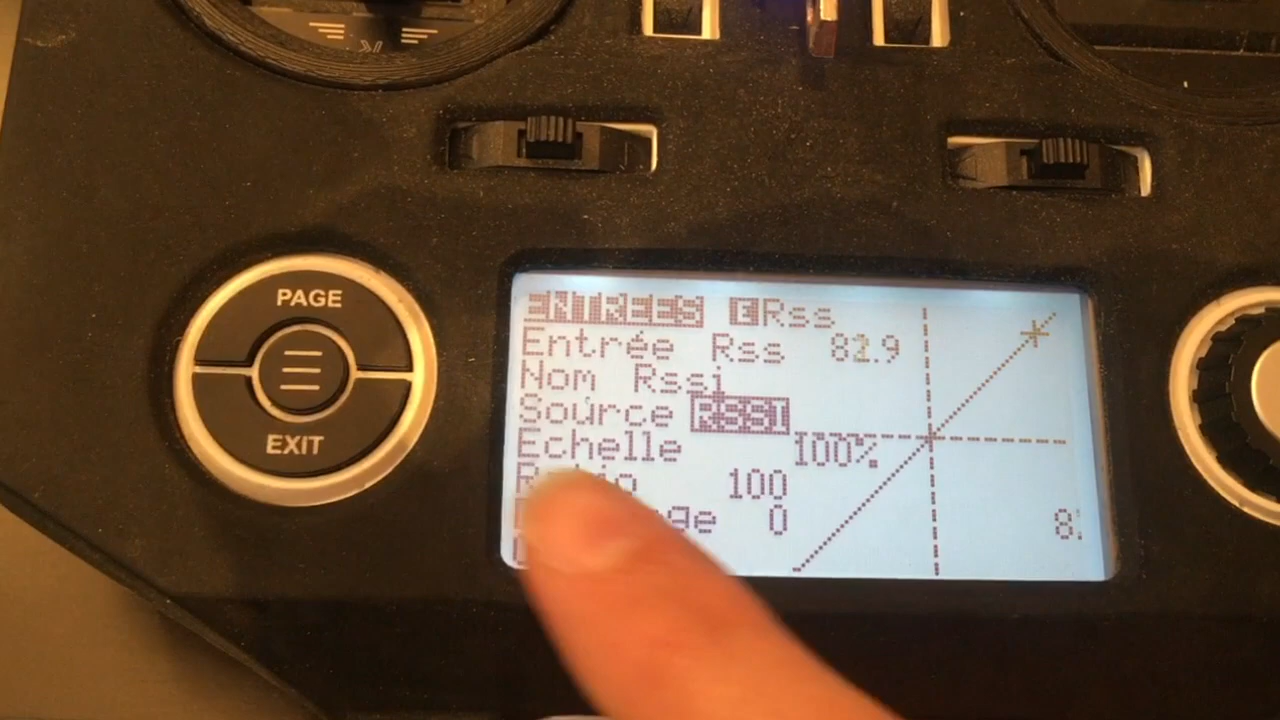 PAGE
EXIT
ENTREES ERss
Entrée Rss 82.9
Nom Rssi
Source RSSI
Echelle 100%
100
0